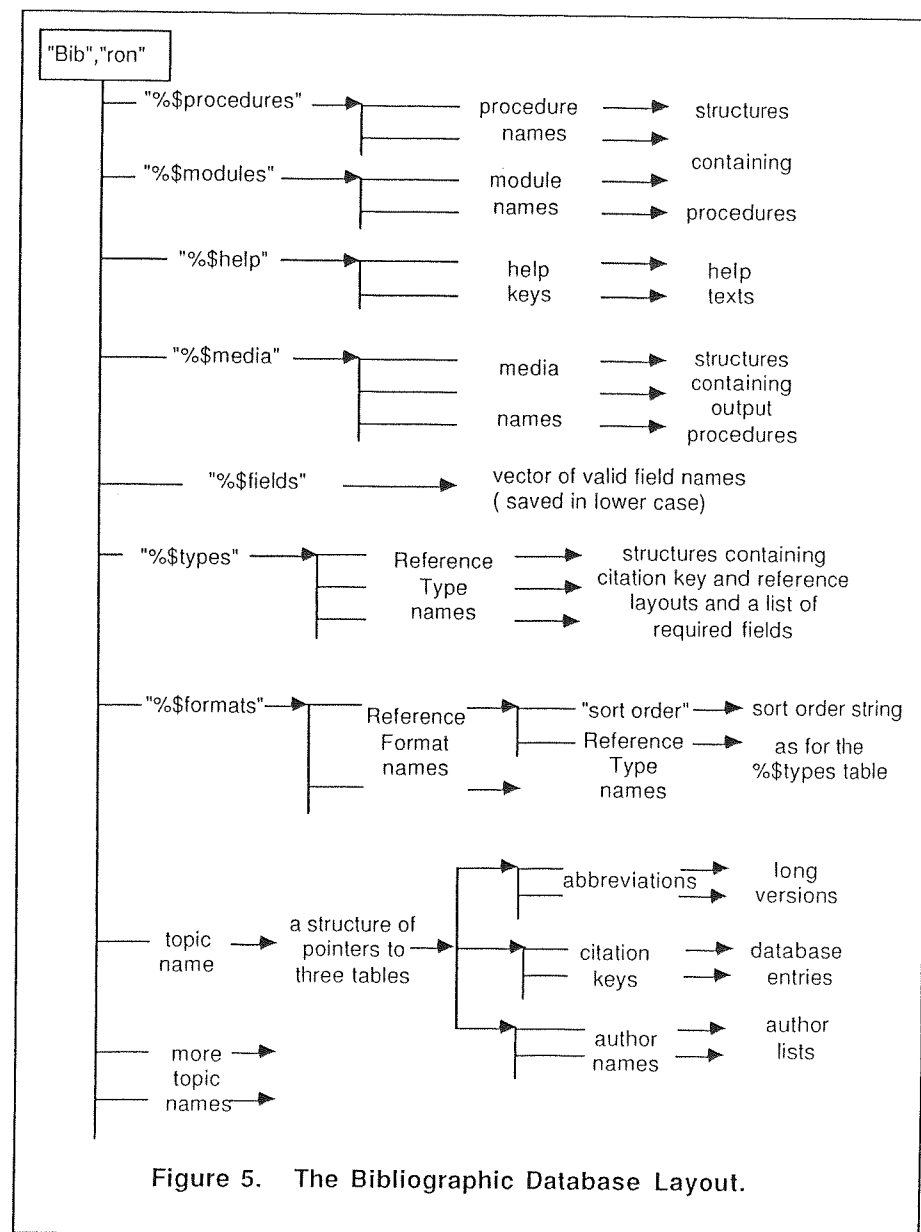 "Bib","ron"
"%$procedures"
procedure names
structures containing procedures
"%$modules"
module names
"%$help"
help keys
help texts
"%$media"
media names
structures containing output procedures
"%$fields"
vector of valid field names
( saved in lower case)
"%$types"
Reference Type names
structures containing
citation key and reference
layouts and a list of
required fields
"%$formats"
Reference Format names
"sort order"
sort order string
Reference Type names
as for the
%$types table
topic name
a structure of
pointers to
three tables
abbreviations
long versions
citation keys
database entries
author names
author lists
more topic names
Figure 5. The Bibliographic Database Layout.